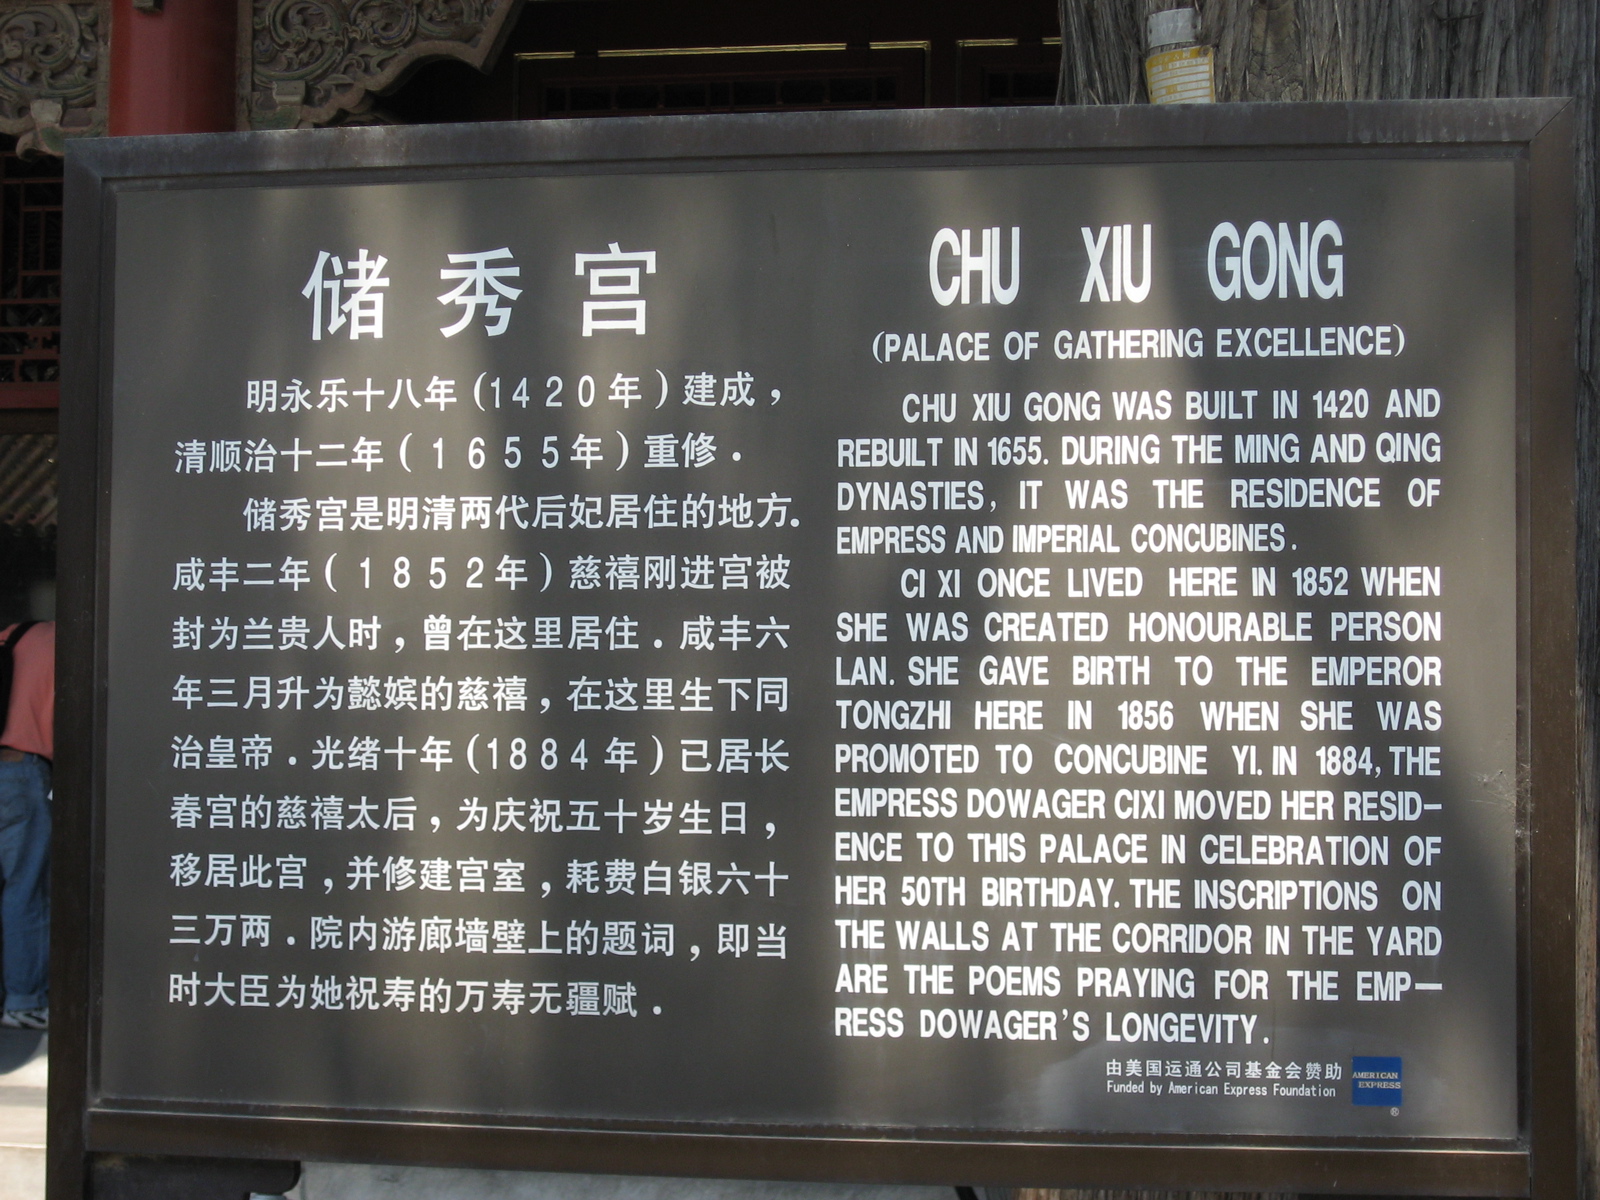 储秀宫
明永乐十八年(1420年)建成，
清顺治十二年(1655年)重修．
储秀宫是明清两代后妃居住的地方．
咸丰二年(1852年)慈禧刚进宫被
封为兰贵人时，曾在这里居住．咸丰六
年三月升为懿嫔的慈禧，在这里生下同
治皇帝．光绪十年(1884年)已居长
春宫的慈禧太后，为庆祝五十岁生日，
移居此宫，并修建宫室，耗费白银六十
三万两．院内游廊墙壁上的题词，即当
时大臣为她祝寿的万寿无疆赋．
CHU XIU GONG
(PALACE OF GATHERING EXCELLENCE)
CHU XIU GONG WAS BUILT IN 1420 AND
REBUILT IN 1655. DURING THE MING AND QING
DYNASTIES, IT WAS THE RESIDENCE OF
EMPRESS AND IMPERIAL CONCUBINES.
CI XI ONCE LIVED HERE IN 1852 WHEN
SHE WAS CREATED HONOURABLE PERSON
LAN. SHE GAVE BIRTH TO THE EMPEROR
TONGZHI HERE IN 1856 WHEN SHE WAS
PROMOTED TO CONCUBINE YI. IN 1884, THE
EMPRESS DOWAGER CIXI MOVED HER RESID-
ENCE TO THIS PALACE IN CELEBRATION OF
HER 50TH BIRTHDAY. THE INSCRIPTIONS ON
THE WALLS AT THE CORRIDOR IN THE YARD
ARE THE POEMS PRAYING FOR THE EMP-
RESS DOWAGER'S LONGEVITY.
由美国运通公司基金会赞助
Funded by American Express Foundation
AMERICAN
EXPRESS
®